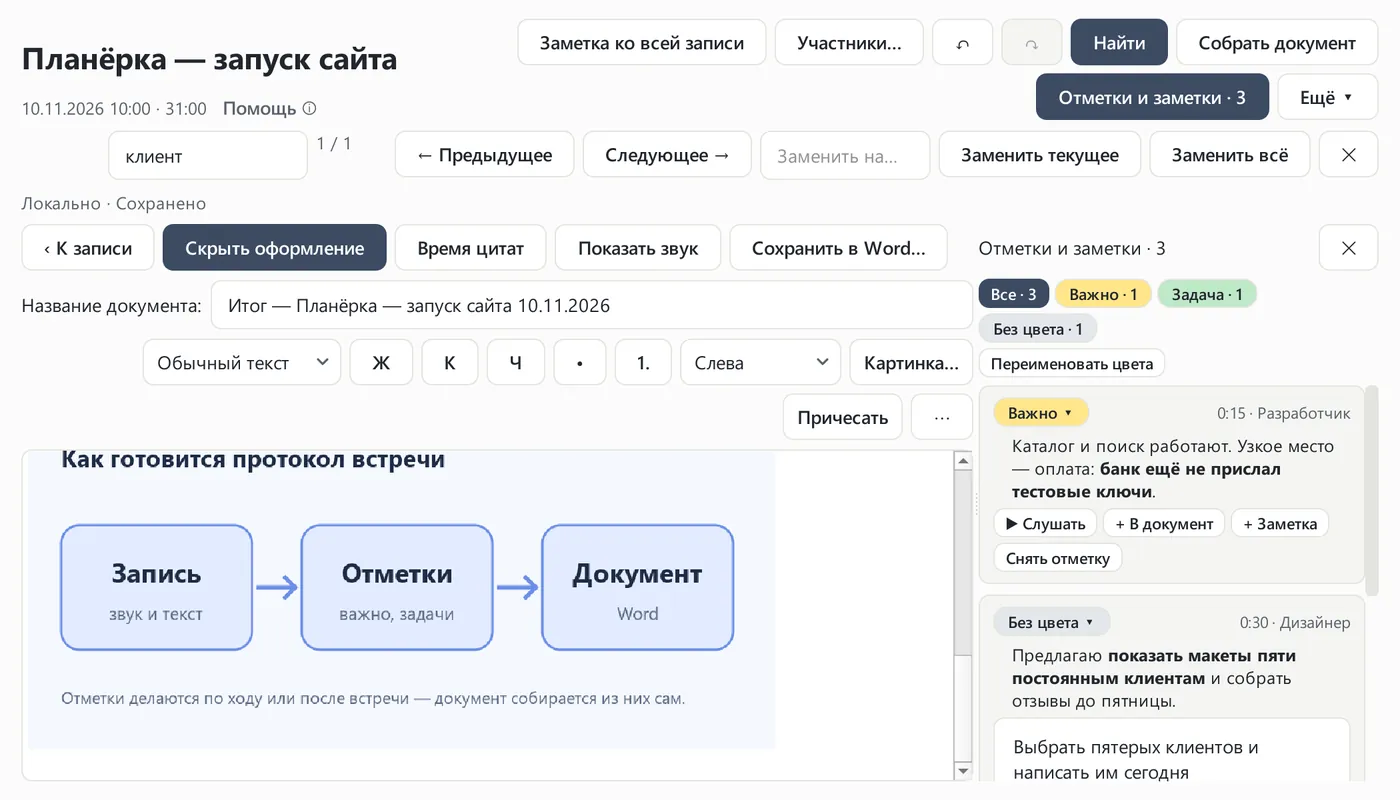 Планёрка — запуск сайта
Заметка ко всей записи
Участники...
Найти
Собрать документ
Отметки и заметки · 3
Ещё ▾
10.11.2026 10:00 · 31:00 Помощь ⓘ
клиент
1 / 1
← Предыдущее
Следующее →
Заменить на...
Заменить текущее
Заменить всё
Локально · Сохранено
‹ К записи
Скрыть оформление
Время цитат
Показать звук
Сохранить в Word...
Название документа:
Итог — Планёрка — запуск сайта 10.11.2026
Обычный текст
Ж
К
Ч
•
1.
Слева
Картинка...
Причесать
...
Как готовится протокол встречи
Запись
звук и текст
Отметки
важно, задачи
Документ
Word
Отметки делаются по ходу или после встречи — документ собирается из них сам.
Отметки и заметки · 3
Все · 3
Важно · 1
Задача · 1
Без цвета · 1
Переименовать цвета
Важно ▾
0:15 · Разработчик
Каталог и поиск работают. Узкое место
— оплата: банк ещё не прислал
тестовые ключи.
▶ Слушать
+ В документ
+ Заметка
Снять отметку
Без цвета ▾
0:30 · Дизайнер
Предлагаю показать макеты пяти
постоянным клиентам и собрать
отзывы до пятницы.
Выбрать пятерых клиентов и
написать им сегодня